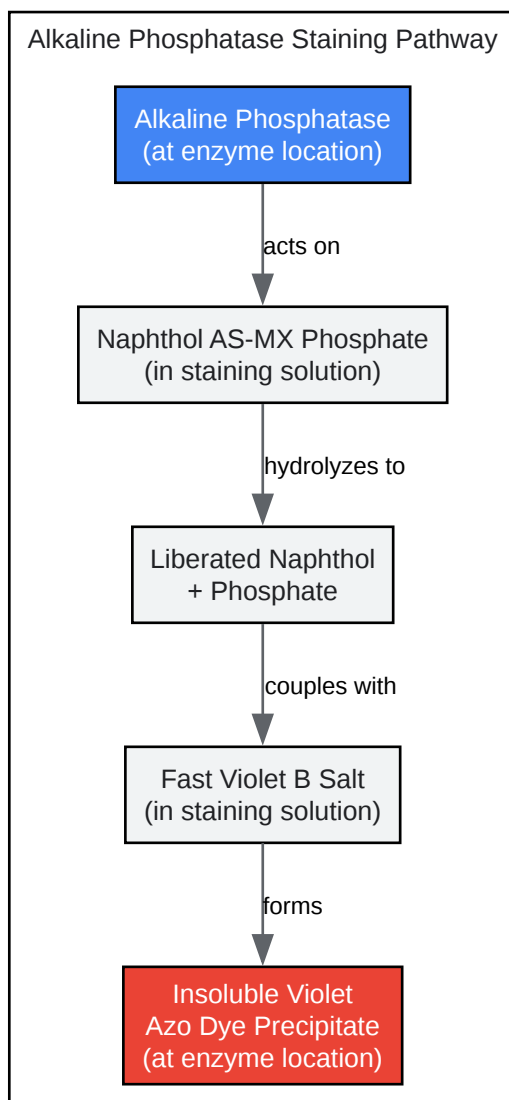 Alkaline Phosphatase Staining Pathway
Alkaline Phosphatase
(at enzyme location)
acts on
Naphthol AS-MX Phosphate
(in staining solution)
hydrolyzes to
Liberated Naphthol
+ Phosphate
couples with
Fast Violet B Salt
(in staining solution)
forms
Insoluble Violet
Azo Dye Precipitate
(at enzyme location)